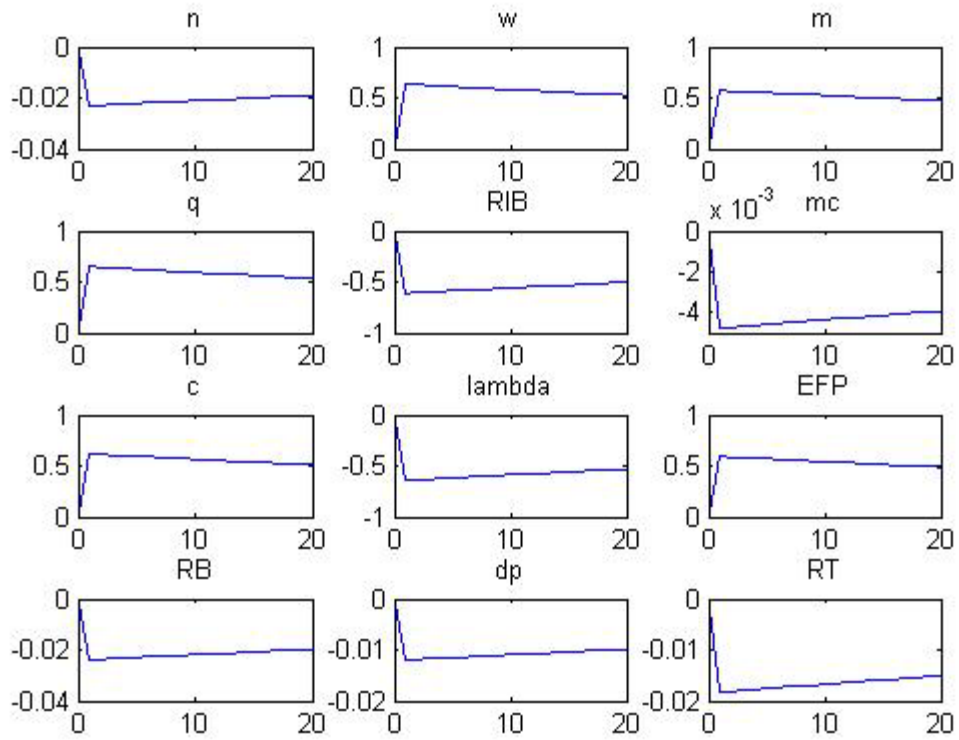 n w m
0 1 1
-0.02 0.5 0.5
-0.04 0 0
0 10 20 0 10 20 0 10 20
q RIB x 10^-3 mc
1 0 0
0.5 -0.5 -2
-4
0 -1
0 10 20 0 10 20 0 10 20
c lambda EFP
1 0 1
0.5 -0.5 0.5
0 -1 0
0 10 20 0 10 20 0 10 20
RB dp RT
0 0 0
-0.02 -0.01 -0.01
-0.04 -0.02 -0.02
0 10 20 0 10 20 0 10 20